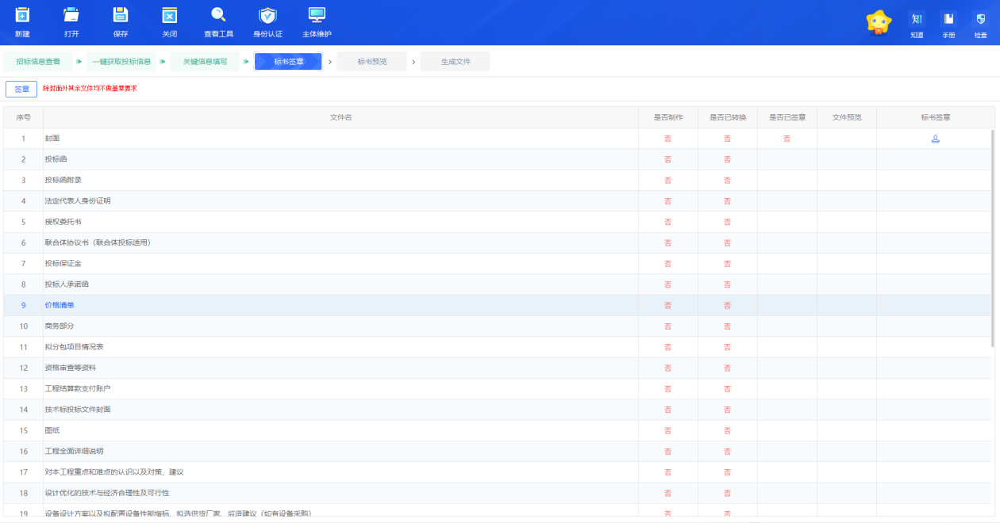 新建 打开 保存 关闭 查看工具 身份认证 主体维护 知道 手册 检查
招标信息查看 一键获取投标信息 关键信息填写 标书签章 标书预览 生成文件
签章 除封面外其余文件均不做盖章要求
序号 文件名 是否制作 是否已转换 是否已签章 文件预览 标书签章
1 封面 否 否 否
2 投标函 否 否
3 投标函附录 否 否
4 法定代表人身份证明 否 否
5 授权委托书 否 否
6 联合体协议书（联合体投标适用） 否 否
7 投标保证金 否 否
8 投标人承诺函 否 否
9 价格清单 否 否
10 商务部分 否 否
11 拟分包项目情况表 否 否
12 资格审查等资料 否 否
13 工程结算款支付账户 否 否
14 技术标投标文件封面 否 否
15 图纸 否 否
16 工程全面详细说明 否 否
17 对本工程重点和难点的认识以及对策、建议 否 否
18 设计优化的技术与经济合理性及可行性 否 否
19 设备设计方案以及拟配置设备性能指标、拟选供货厂家、监造建议（如有设备采购） 否 否